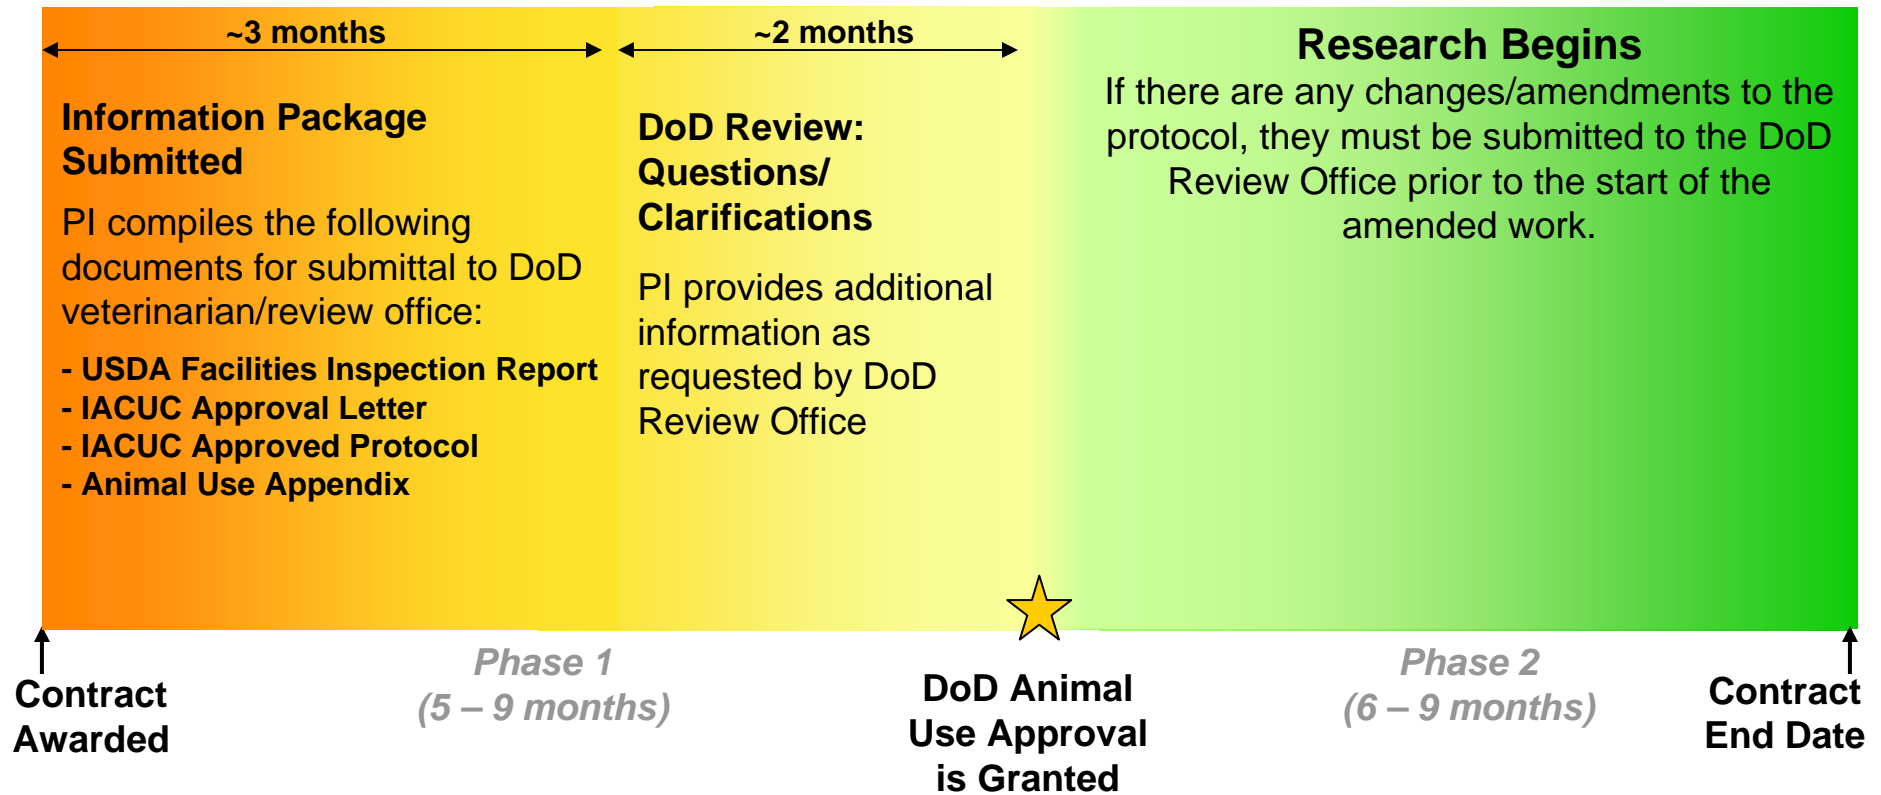 ~3 months
~2 months
Information Package
Submitted
PI compiles the following
documents for submittal to DoD
veterinarian/review office:
- USDA Facilities Inspection Report
- IACUC Approval Letter
- IACUC Approved Protocol
- Animal Use Appendix
DoD Review:
Questions/
Clarifications
PI provides additional
information as
requested by DoD
Review Office
Research Begins
If there are any changes/amendments to the
protocol, they must be submitted to the DoD
Review Office prior to the start of the
amended work.
Contract
Awarded
Phase 1
(5 – 9 months)
DoD Animal
Use Approval
is Granted
Phase 2
(6 – 9 months)
Contract
End Date